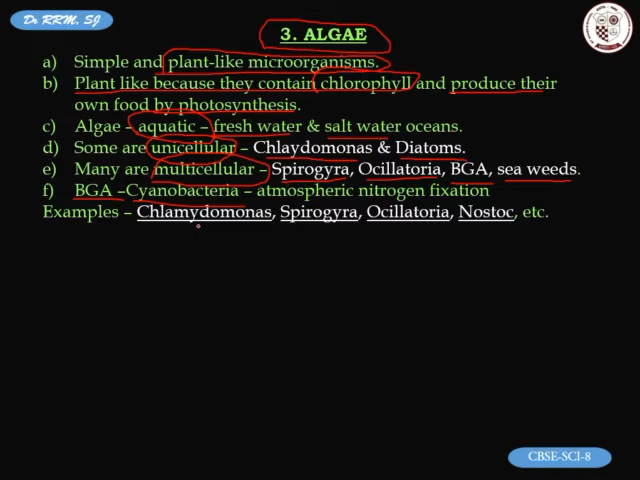 Dr RRM, SJ
3. ALGAE
a) Simple and plant-like microorganisms.
b) Plant like because they contain chlorophyll and produce their
own food by photosynthesis.
c) Algae – aquatic – fresh water & salt water oceans.
d) Some are unicellular – Chlaydomonas & Diatoms.
e) Many are multicellular – Spirogyra, Ocillatoria, BGA, sea weeds.
f) BGA –Cyanobacteria – atmospheric nitrogen fixation
Examples – Chlamydomonas, Spirogyra, Ocillatoria, Nostoc, etc.
CBSE-SCI-8